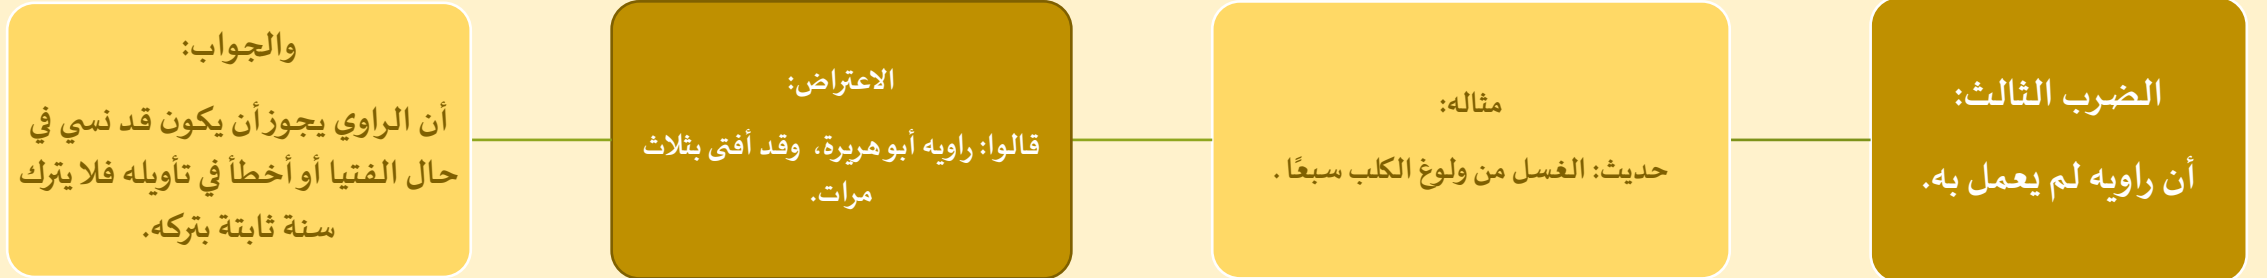 الضرب الثالث:
أن راويه لم يعمل به.
مثاله:
حديث: الغسل من ولوغ الكلب سبعًا .
الاعتراض:
قالوا: راويه أبو هريرة، وقد أفتى بثلاث
مرات.
والجواب:
أن الراوي يجوز أن يكون قد نسي في
حال الفتيا أو أخطأ في تأويله فلا يترك
سنة ثابتة بتركه.